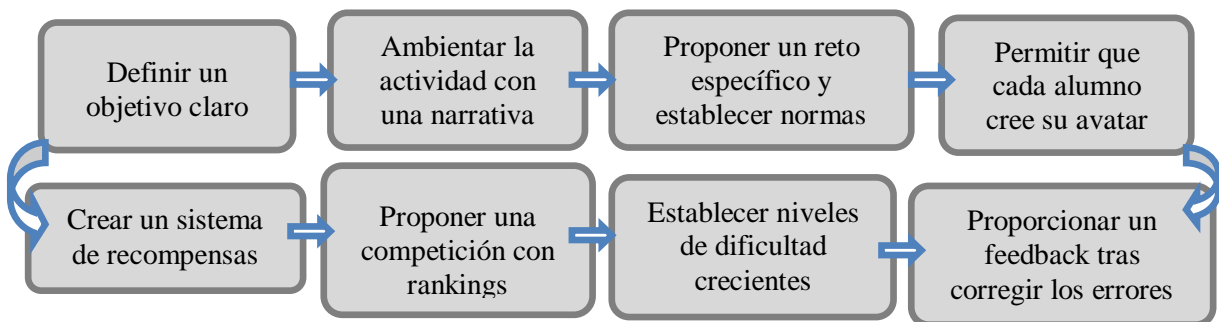 Definir un
objetivo claro
Ambientar la
actividad con
una narrativa
Proponer un reto
específico y
establecer normas
Permitir que
cada alumno
cree su avatar
Crear un sistema
de recompensas
Proponer una
competición con
rankings
Establecer niveles
de dificultad
crecientes
Proporcionar un
feedback tras
corregir los errores